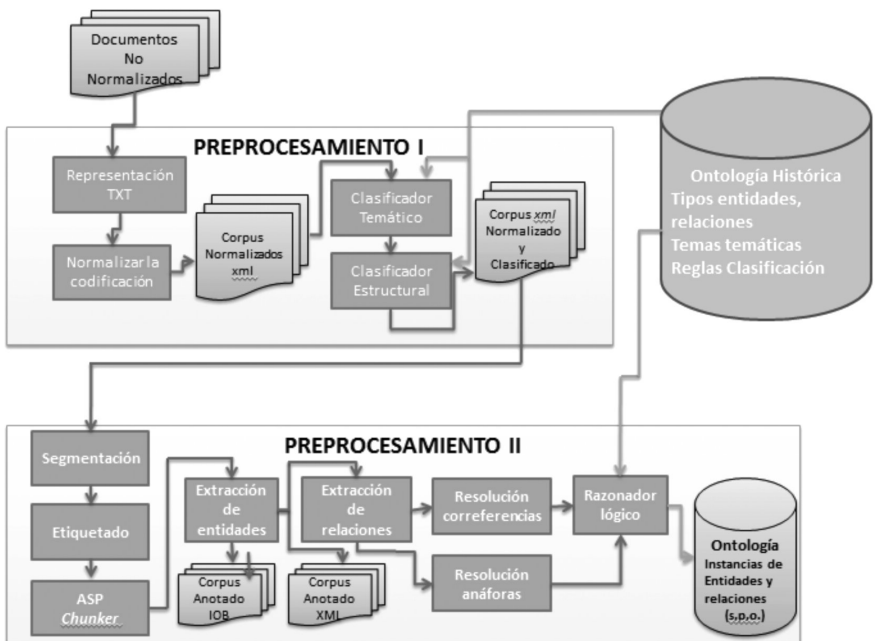 Documentos
No
Normalizados
PREPROCESAMIENTO I
Representación
TXT
Normalizar la
codificación
Corpus
Normalizados
xml
Clasificador
Temático
Clasificador
Estructural
Corpus xml
Normalizado
y
Clasificado
Ontología Histórica
Tipos entidades,
relaciones
Temas temáticas
Reglas Clasificación
PREPROCESAMIENTO II
Segmentación
Etiquetado
ASP
Chunker
Extracción
de
entidades
Corpus
Anotado
IOB
Extracción
de
relaciones
Corpus
Anotado
XML
Resolución
correferencias
Resolución
anáforas
Razonador
lógico
Ontología
Instancias de
Entidades y
relaciones
(s,p,o.)